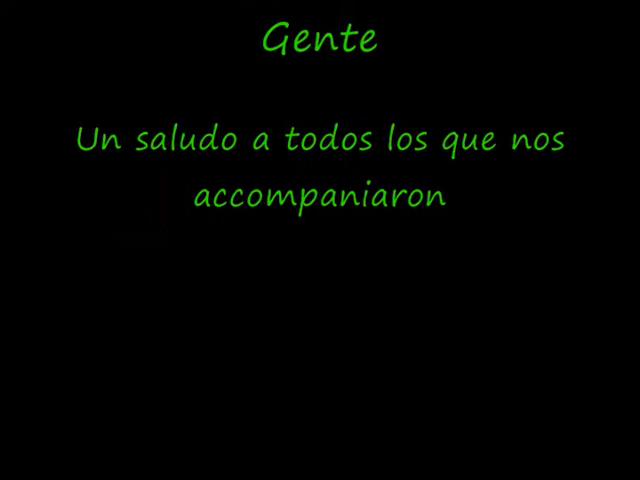 Gente
Un saludo a todos los que nos
accompaniaron